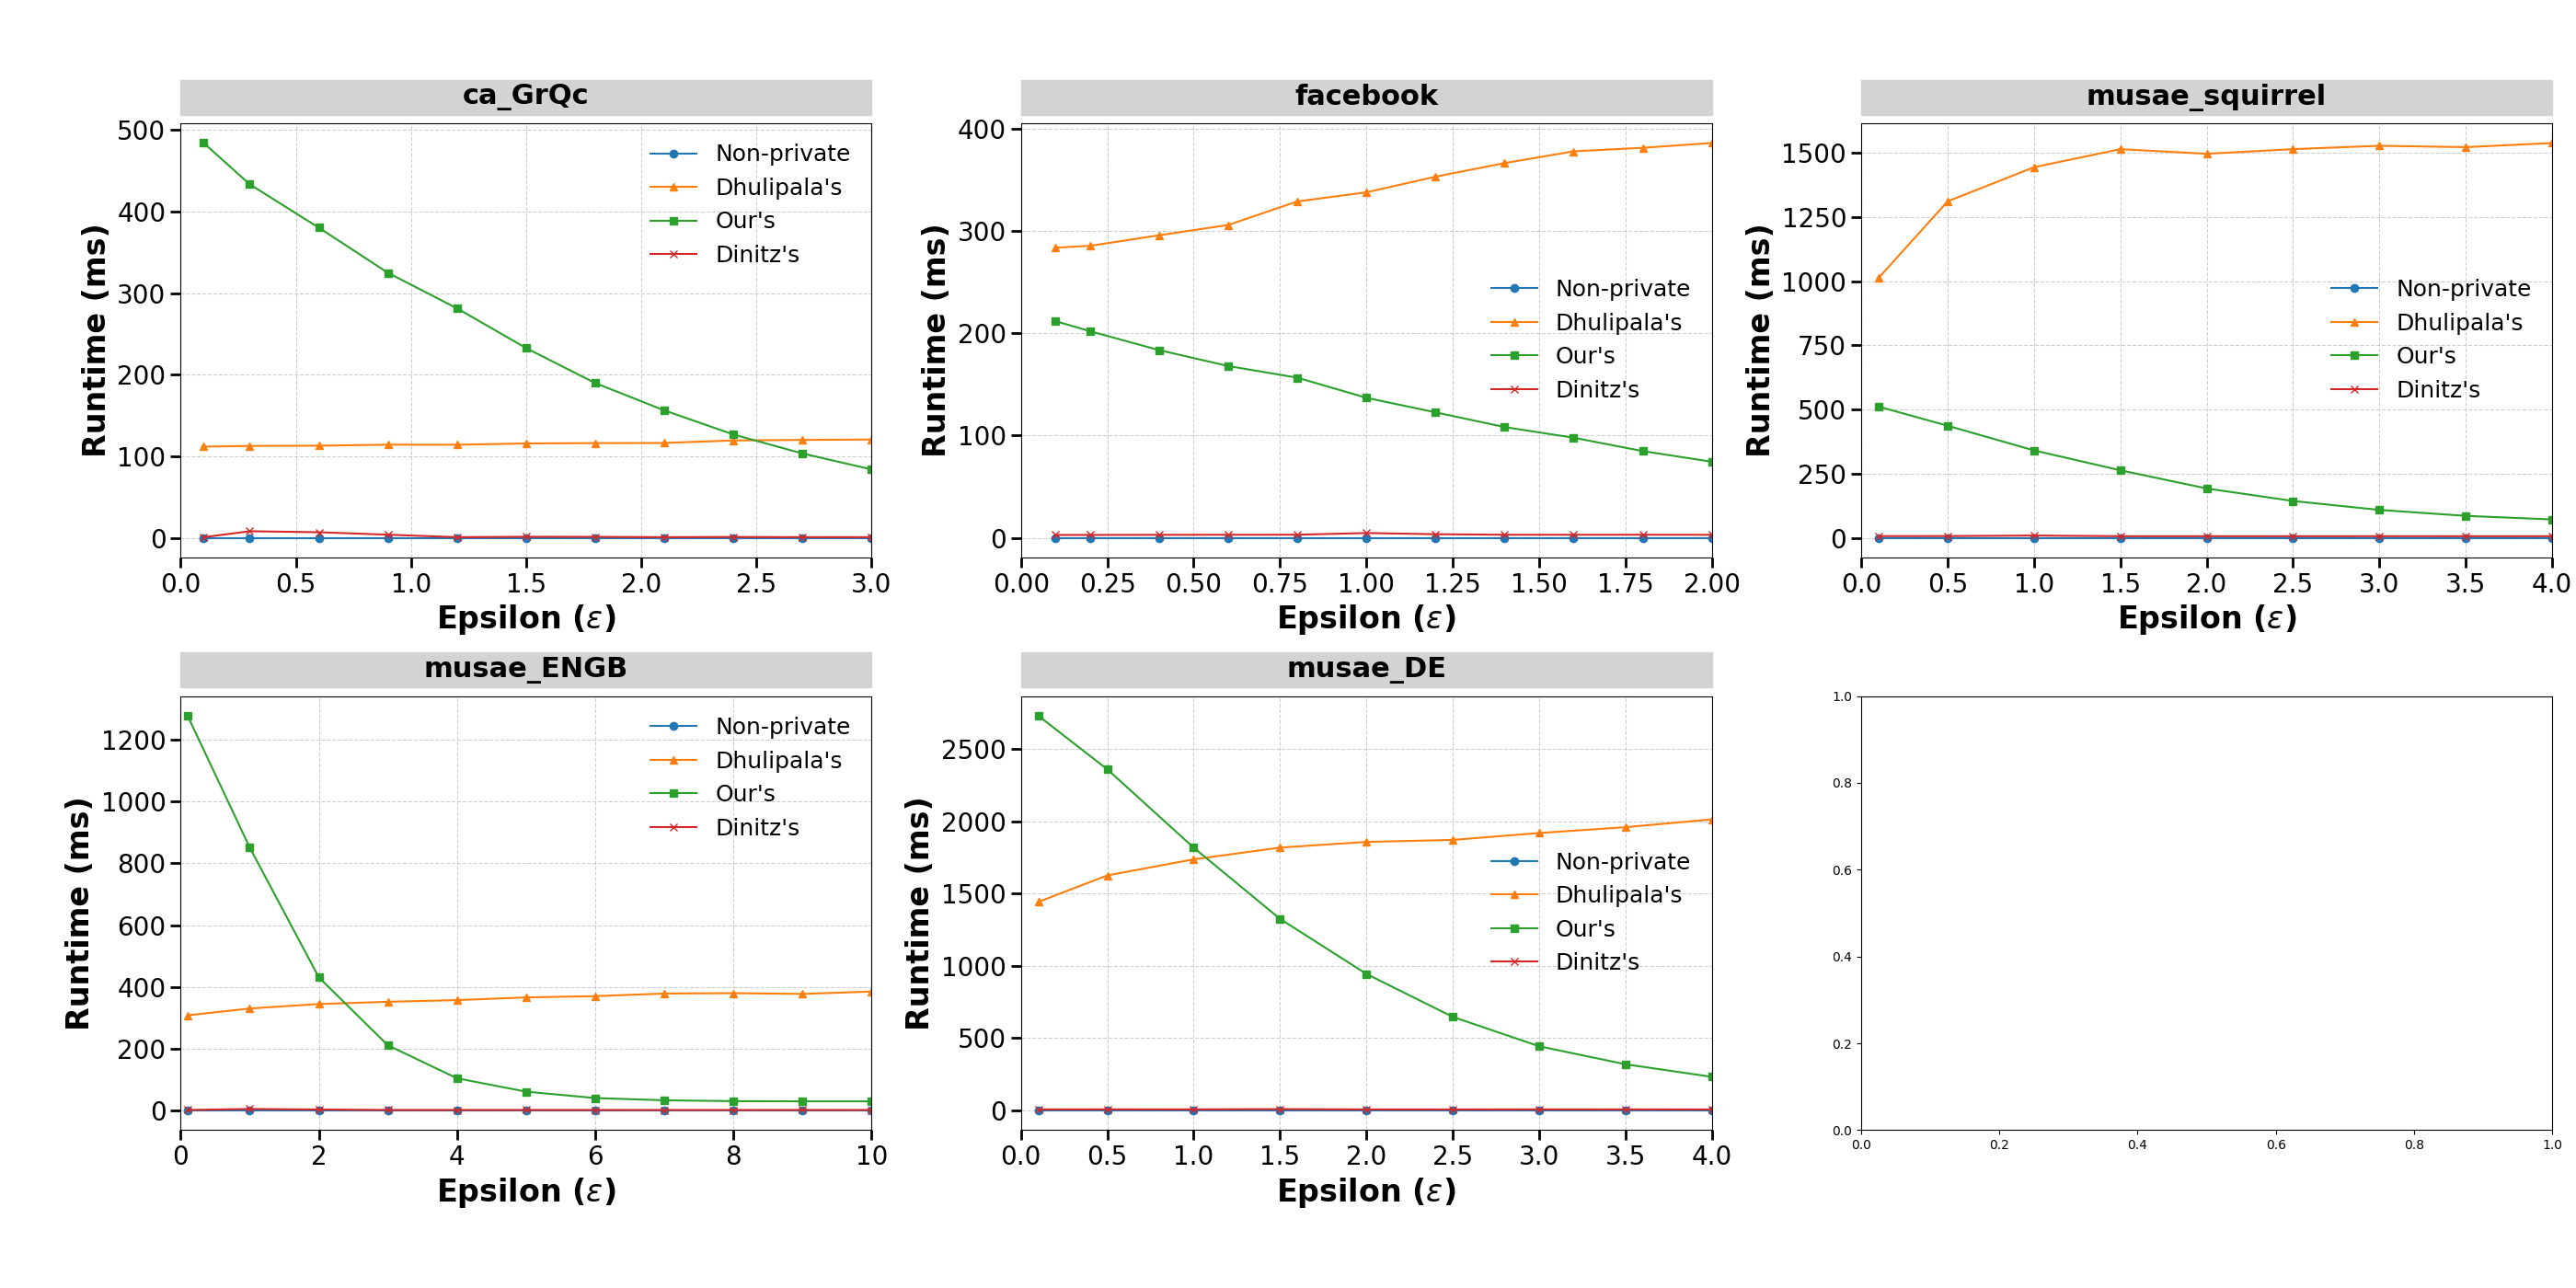 ca_GrQc
Runtime (ms)
500
400
300
200
100
0
Non-private
Dhulipala's
Our's
Dinitz's
0.0 0.5 1.0 1.5 2.0 2.5 3.0
Epsilon (ε)
facebook
Runtime (ms)
400
300
200
100
0
Non-private
Dhulipala's
Our's
Dinitz's
0.00 0.25 0.50 0.75 1.00 1.25 1.50 1.75 2.00
Epsilon (ε)
musae_squirrel
Runtime (ms)
1500
1250
1000
750
500
250
0
Non-private
Dhulipala's
Our's
Dinitz's
0.0 0.5 1.0 1.5 2.0 2.5 3.0 3.5 4.0
Epsilon (ε)
musae_ENGB
Runtime (ms)
1200
1000
800
600
400
200
0
Non-private
Dhulipala's
Our's
Dinitz's
0 2 4 6 8 10
Epsilon (ε)
musae_DE
Runtime (ms)
2500
2000
1500
1000
500
0
Non-private
Dhulipala's
Our's
Dinitz's
0.0 0.5 1.0 1.5 2.0 2.5 3.0 3.5 4.0
Epsilon (ε)
1.0
0.8
0.6
0.4
0.2
0.0
0.0 0.2 0.4 0.6 0.8 1.0